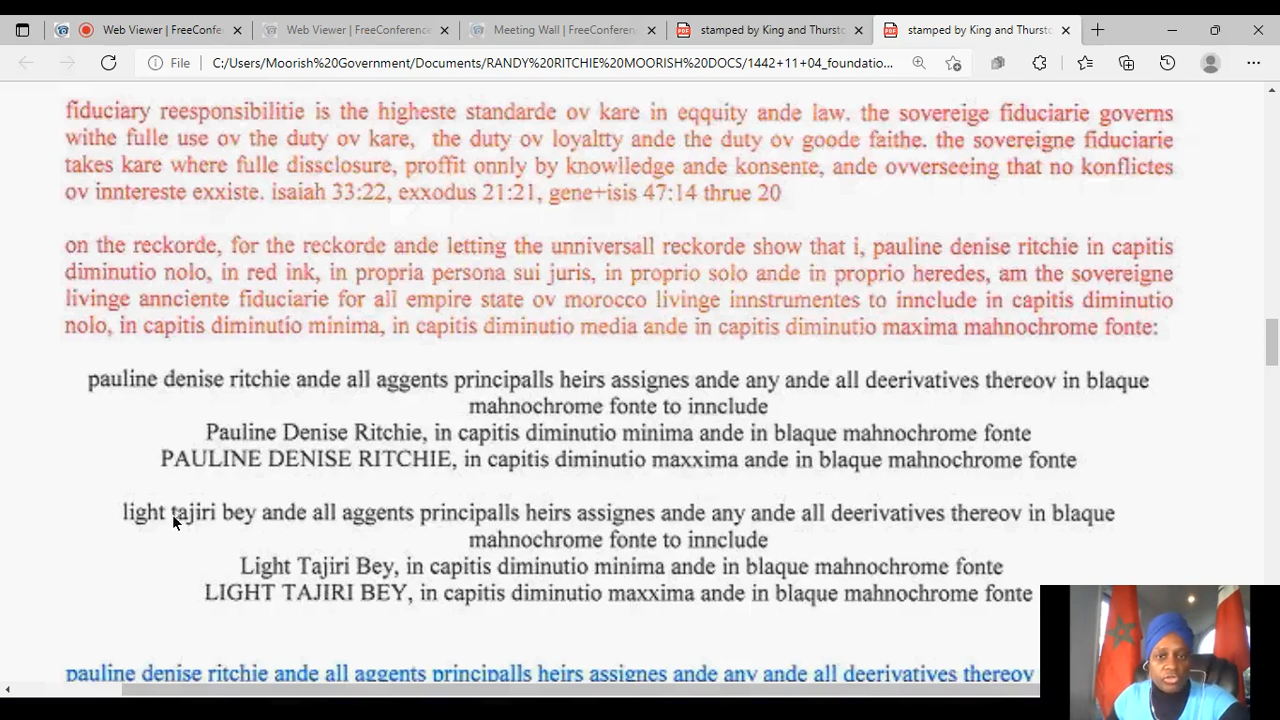 Web Viewer | FreeConfe
Web Viewer | FreeConference
Meeting Wall | FreeConferen
stamped by King and Thurst
stamped by King and Thurst
File
C:/Users/Moorish%20Government/Documents/RANDY%20RITCHIE%20MOORISH%20DOCS/1442+11+04_foundatio...
fiduciary reesponsibilitie is the higheste standarde ov kare in eqquity ande law. the sovereige fiduciarie governs
withe fulle use ov the duty ov kare, the duty ov loyaltty ande the duty ov goode faithe. the sovereigne fiduciarie
takes kare where fulle dissclosure, proffit onnly by knowlledge ande konsente, ande ovverseeing that no konflictes
ov inntereste exxiste. isaiah 33:22, exxodus 21:21, gene+isis 47:14 thrue 20
on the reckorde, for the reckorde ande letting the unniversall reckorde show that i, pauline denise ritchie in capitis
diminutio nolo, in red ink, in propria persona sui juris, in proprio solo ande in proprio heredes, am the sovereigne
livinge annciente fiduciarie for all empire state ov morocco livinge innstrumentes to innclude in capitis diminutio
nolo, in capitis diminutio minima, in capitis diminutio media ande in capitis diminutio maxima mahnochrome fonte:
pauline denise ritchie ande all aggents principalls heirs assignes ande any ande all deerivatives thereov in blaque
mahnochrome fonte to innclude
Pauline Denise Ritchie, in capitis diminutio minima ande in blaque mahnochrome fonte
PAULINE DENISE RITCHIE, in capitis diminutio maxxima ande in blaque mahnochrome fonte
light tajiri bey ande all aggents principalls heirs assignes ande any ande all deerivatives thereov in blaque
mahnochrome fonte to innclude
Light Tajiri Bey, in capitis diminutio minima ande in blaque mahnochrome fonte
LIGHT TAJIRI BEY, in capitis diminutio maxxima ande in blaque mahnochrome fonte
pauline denise ritchie ande all aggents principalls heirs assignes ande any ande all deerivatives thereov